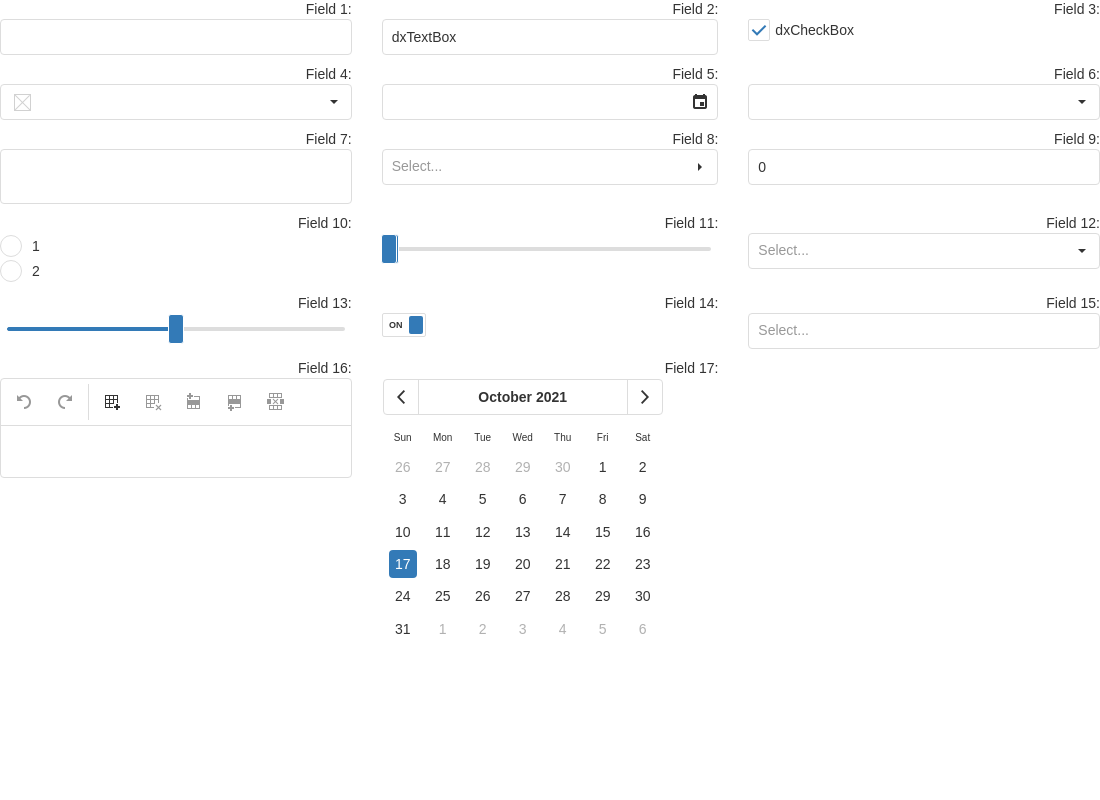 Field 1:
Field 2:
dxTextBox
Field 3:
dxCheckBox
Field 4:
Field 5:
Field 6:
Field 7:
Field 8:
Select...
Field 9:
0
Field 10:
1
2
Field 11:
Field 12:
Select...
Field 13:
Field 14:
ON
Field 15:
Select...
Field 16:
Field 17:
October 2021
Sun Mon Tue Wed Thu Fri Sat
26 27 28 29 30 1 2
3 4 5 6 7 8 9
10 11 12 13 14 15 16
17 18 19 20 21 22 23
24 25 26 27 28 29 30
31 1 2 3 4 5 6